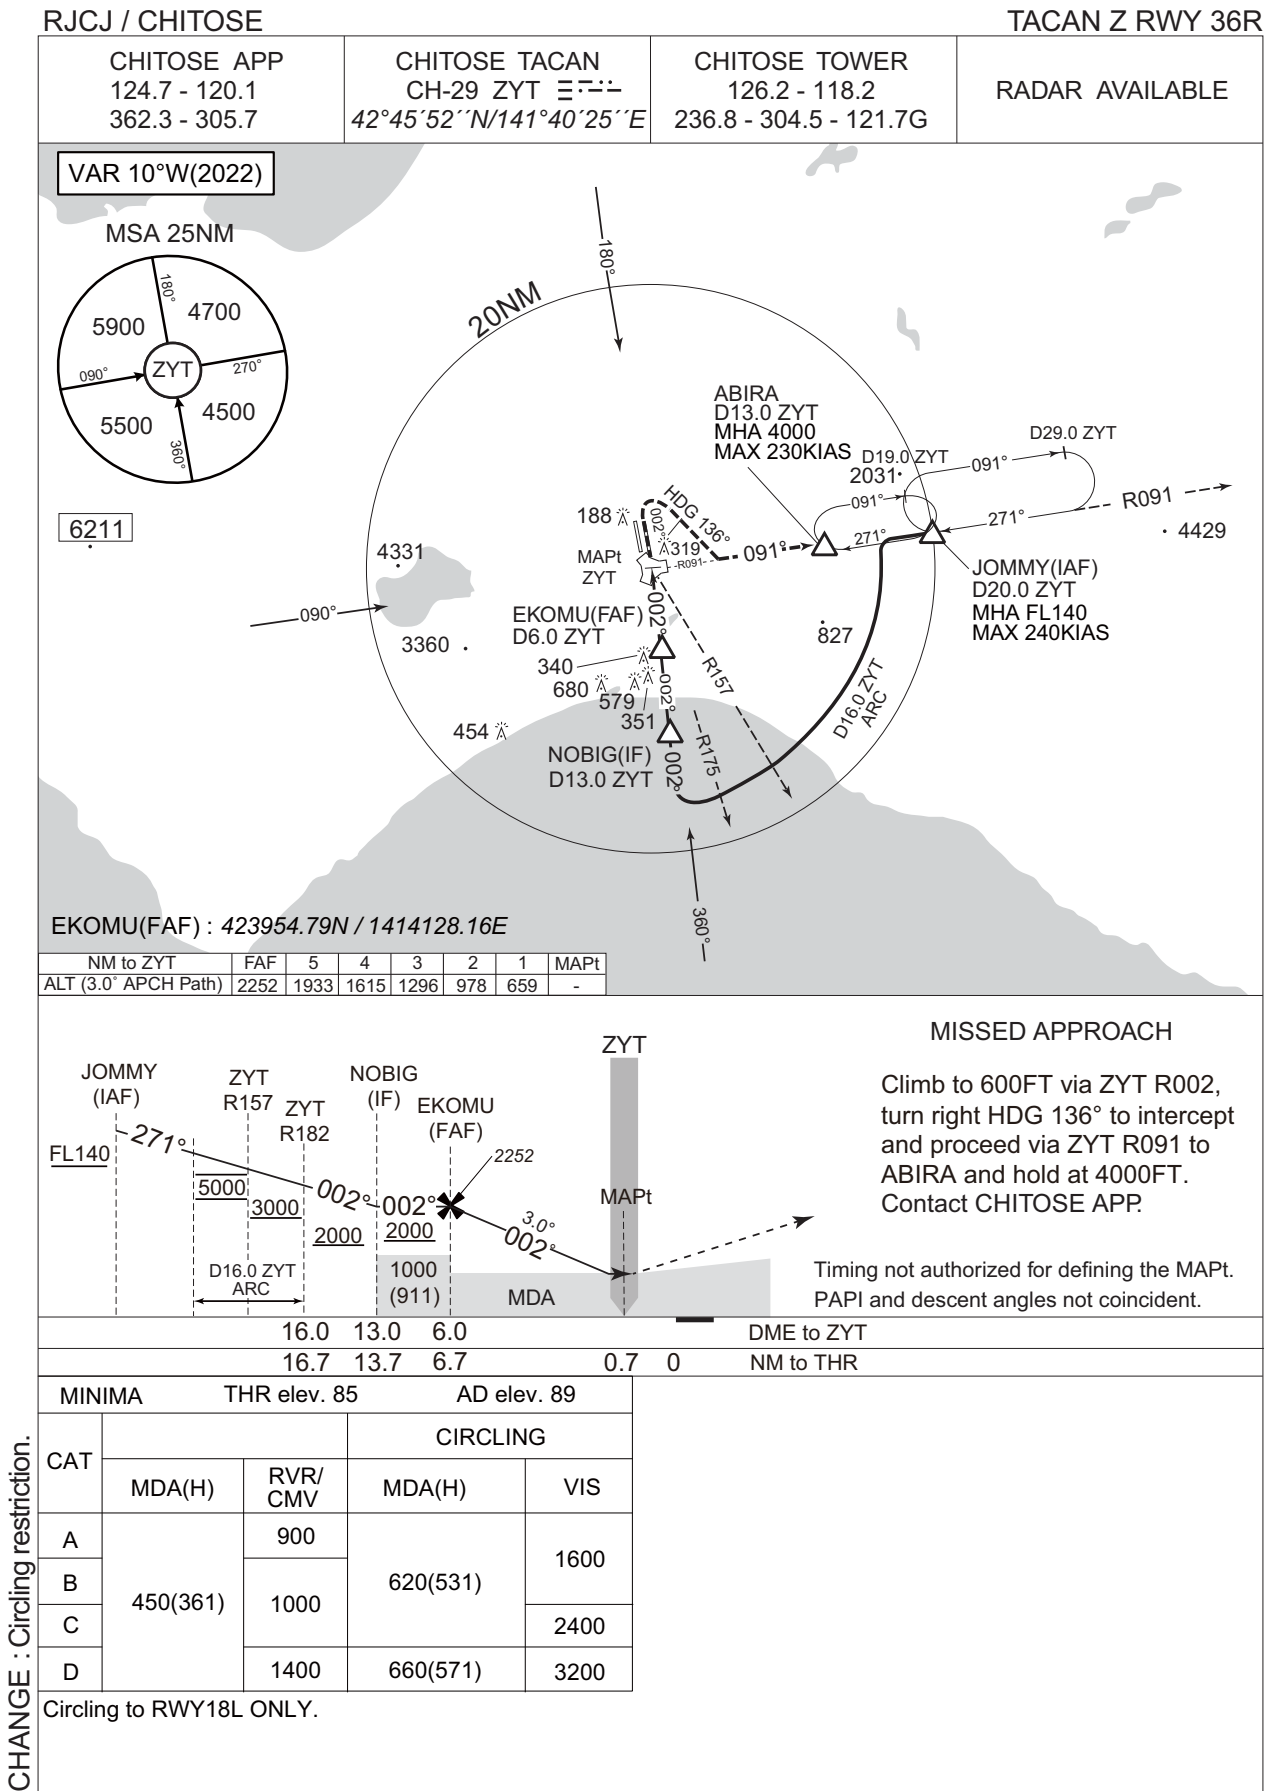 RJCJ / CHITOSE
TACAN Z RWY 36R
CHITOSE APP
124.7 - 120.1
362.3 - 305.7
CHITOSE TACAN
CH-29 ZYT
42°45´52´´N/141°40´25´´E
CHITOSE TOWER
126.2 - 118.2
236.8 - 304.5 - 121.7G
RADAR AVAILABLE
VAR 10°W(2022)
MSA 25NM
180°
5900
4700
090°
ZYT
270°
5500
4500
360°
6211
180°
20NM
ABIRA
D13.0 ZYT
MHA 4000
MAX 230KIAS
D29.0 ZYT
D19.0 ZYT
2031
091°
091°
R091
271°
271°
4429
JOMMY(IAF)
D20.0 ZYT
MHA FL140
MAX 240KIAS
188
002°
HDG 136°
319
R091
091°
MAPt
ZYT
4331
090°
3360
002°
EKOMU(FAF)
D6.0 ZYT
827
340
680
579
351
454
002°
R157
D16.0 ZYT
ARC
NOBIG(IF)
D13.0 ZYT
002°
R175
360°
EKOMU(FAF) : 423954.79N / 1414128.16E
NM to ZYT FAF 5 4 3 2 1 MAPt
ALT (3.0° APCH Path) 2252 1933 1615 1296 978 659 -
MISSED APPROACH
Climb to 600FT via ZYT R002,
turn right HDG 136° to intercept
and proceed via ZYT R091 to
ABIRA and hold at 4000FT.
Contact CHITOSE APP.
Timing not authorized for defining the MAPt.
PAPI and descent angles not coincident.
JOMMY
(IAF)
ZYT
R157
ZYT
R182
NOBIG
(IF)
EKOMU
(FAF)
ZYT
FL140
271°
2252
5000
3000
002°
002°
2000
2000
MAPt
3.0°
002°
D16.0 ZYT
ARC
1000
(911)
MDA
16.0 13.0 6.0 DME to ZYT
16.7 13.7 6.7 0.7 0 NM to THR
MINIMA THR elev. 85 AD elev. 89
CAT
CIRCLING
MDA(H)
RVR/
CMV
MDA(H)
VIS
A
900
B
1600
450(361)
1000
620(531)
C
2400
D
1400
660(571)
3200
Circling to RWY18L ONLY.
CHANGE : Circling restriction.